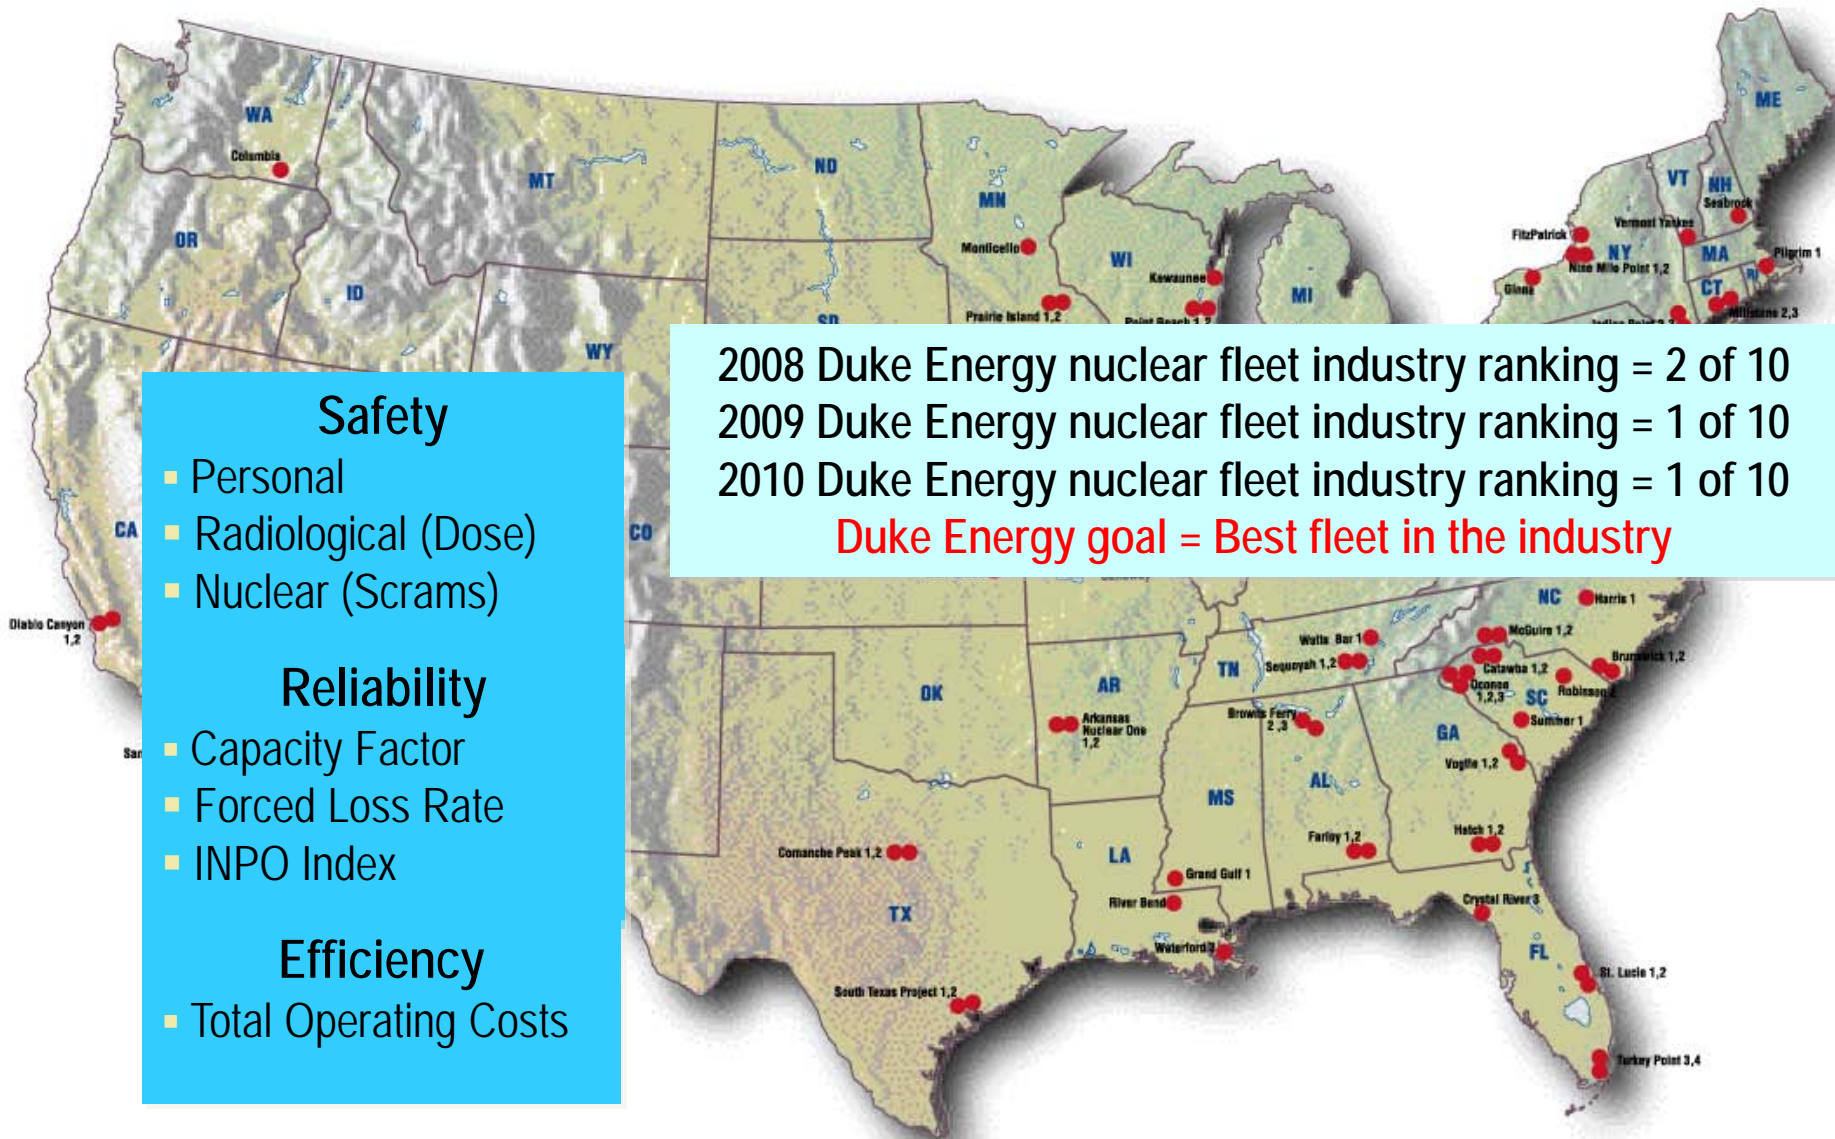 WA
Columbia
OR
ID
MT
WY
ND
SD
MN
Monticello
Prairie Island 1,2
WI
Kewaunee
Point Beach 1,2
MI
ME
VT
NH
Seabrook
Vermont Yankee
FitzPatrick
NY
Nine Mile Point 1,2
Ginna
MA
Pilgrim 1
RI
CT
Millstone 2,3
2008 Duke Energy nuclear fleet industry ranking = 2 of 10
2009 Duke Energy nuclear fleet industry ranking = 1 of 10
2010 Duke Energy nuclear fleet industry ranking = 1 of 10
Duke Energy goal = Best fleet in the industry
Safety
▪ Personal
▪ Radiological (Dose)
▪ Nuclear (Scrams)
Reliability
▪ Capacity Factor
▪ Forced Loss Rate
▪ INPO Index
Efficiency
▪ Total Operating Costs
CA
Diablo Canyon
1,2
San
CO
OK
AR
Arkansas
Nuclear One
1,2
TX
Comanche Peak 1,2
South Texas Project 1,2
LA
River Bend
Waterford 3
MS
Grand Gulf 1
TN
Watts Bar 1
Sequoyah 1,2
Browns Ferry
2,3
AL
Farley 1,2
GA
Vogtle 1,2
Hatch 1,2
NC
Harris 1
McGuire 1,2
Catawba 1,2
Brunswick 1,2
Oconee
1,2,3
SC
Robinson 2
Summer 1
FL
Crystal River 3
St. Lucie 1,2
Turkey Point 3,4